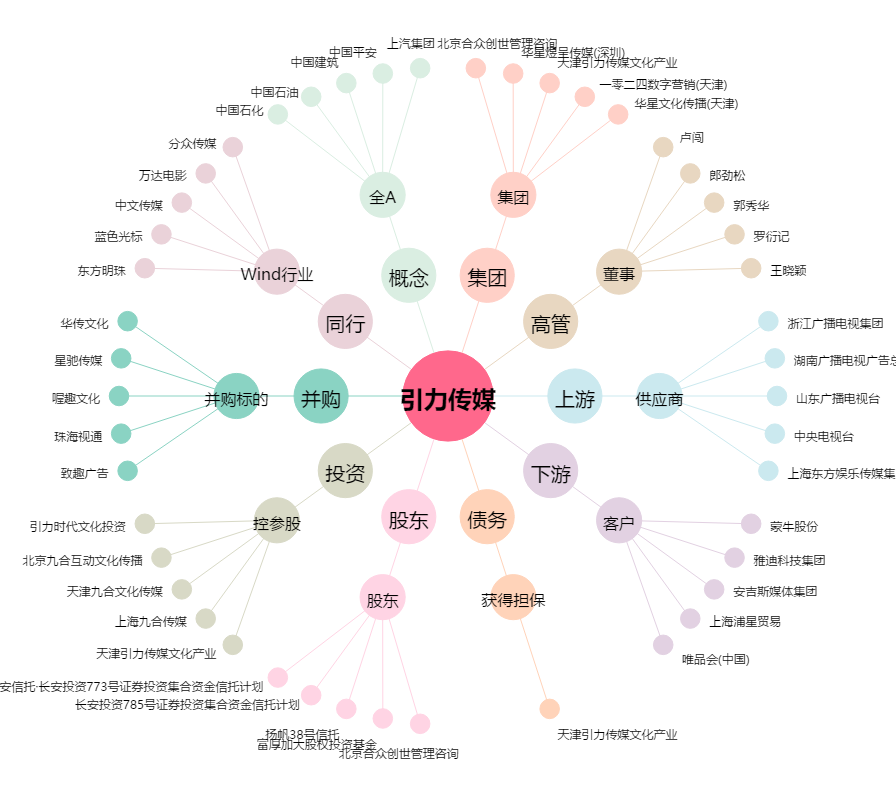 上汽集团
北京合众创世管理咨询
中国平安
华星煜呈传媒(深圳)
中国建筑
天津引力传媒文化产业
中国石油
一零二四数字营销(天津)
中国石化
华星文化传播(天津)
分众传媒
卢闯
万达电影
郎劲松
全A
集团
中文传媒
郭秀华
蓝色光标
罗衍记
东方明珠
Wind行业
概念
集团
董事
王晓颖
华传文化
同行
高管
浙江广播电视集团
星驰传媒
湖南广播电视广告总
喔趣文化
并购标的
并购
引力传媒
上游
供应商
山东广播电视台
珠海视通
中央电视台
致趣广告
投资
下游
上海东方娱乐传媒集
引力时代文化投资
控参股
股东
债务
客户
蒙牛股份
北京九合互动文化传播
雅迪科技集团
天津九合文化传媒
安吉斯媒体集团
股东
获得担保
上海九合传媒
上海浦星贸易
天津引力传媒文化产业
唯品会(中国)
安信托·长安投资773号证券投资集合资金信托计划
长安投资785号证券投资集合资金信托计划
扬帆38号信托
天津引力传媒文化产业
富厚加大股权投资基金
北京合众创世管理咨询